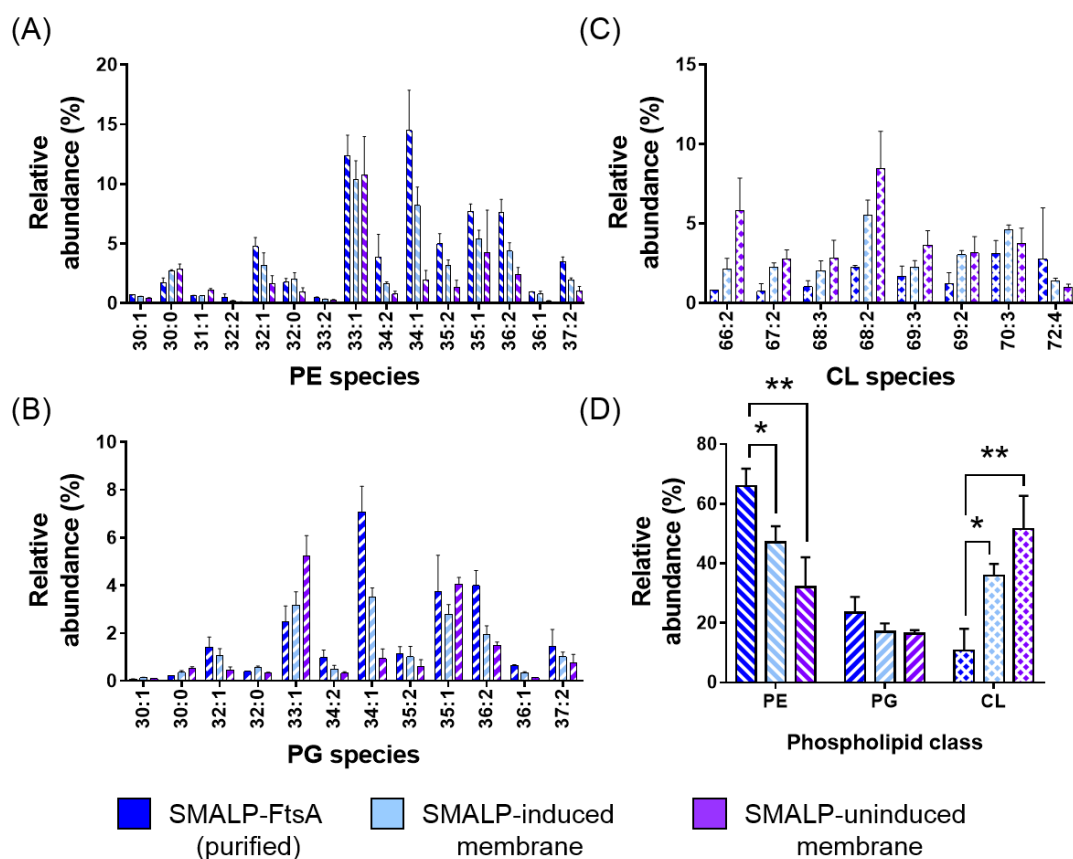 (A)
Relative
abundance (%)
20
15
10
5
0
30:1 30:0 31:1 32:2 32:1 32:0 33:2 33:1 34:2 34:1 35:2 35:1 36:2 36:1 37:2
PE species
(C)
Relative
abundance (%)
15
10
5
0
66:2 67:2 68:3 68:2 69:3 69:2 70:3 72:4
CL species
(B)
Relative
abundance (%)
10
8
6
4
2
0
30:1 30:0 32:1 32:0 33:1 34:2 34:1 35:2 35:1 36:2 36:1 37:2
PG species
(D)
Relative
abundance (%)
80
60
40
20
0
**
*
**
*
PE PG CL
Phospholipid class
SMALP-FtsA
(purified)
SMALP-induced
membrane
SMALP-uninduced
membrane